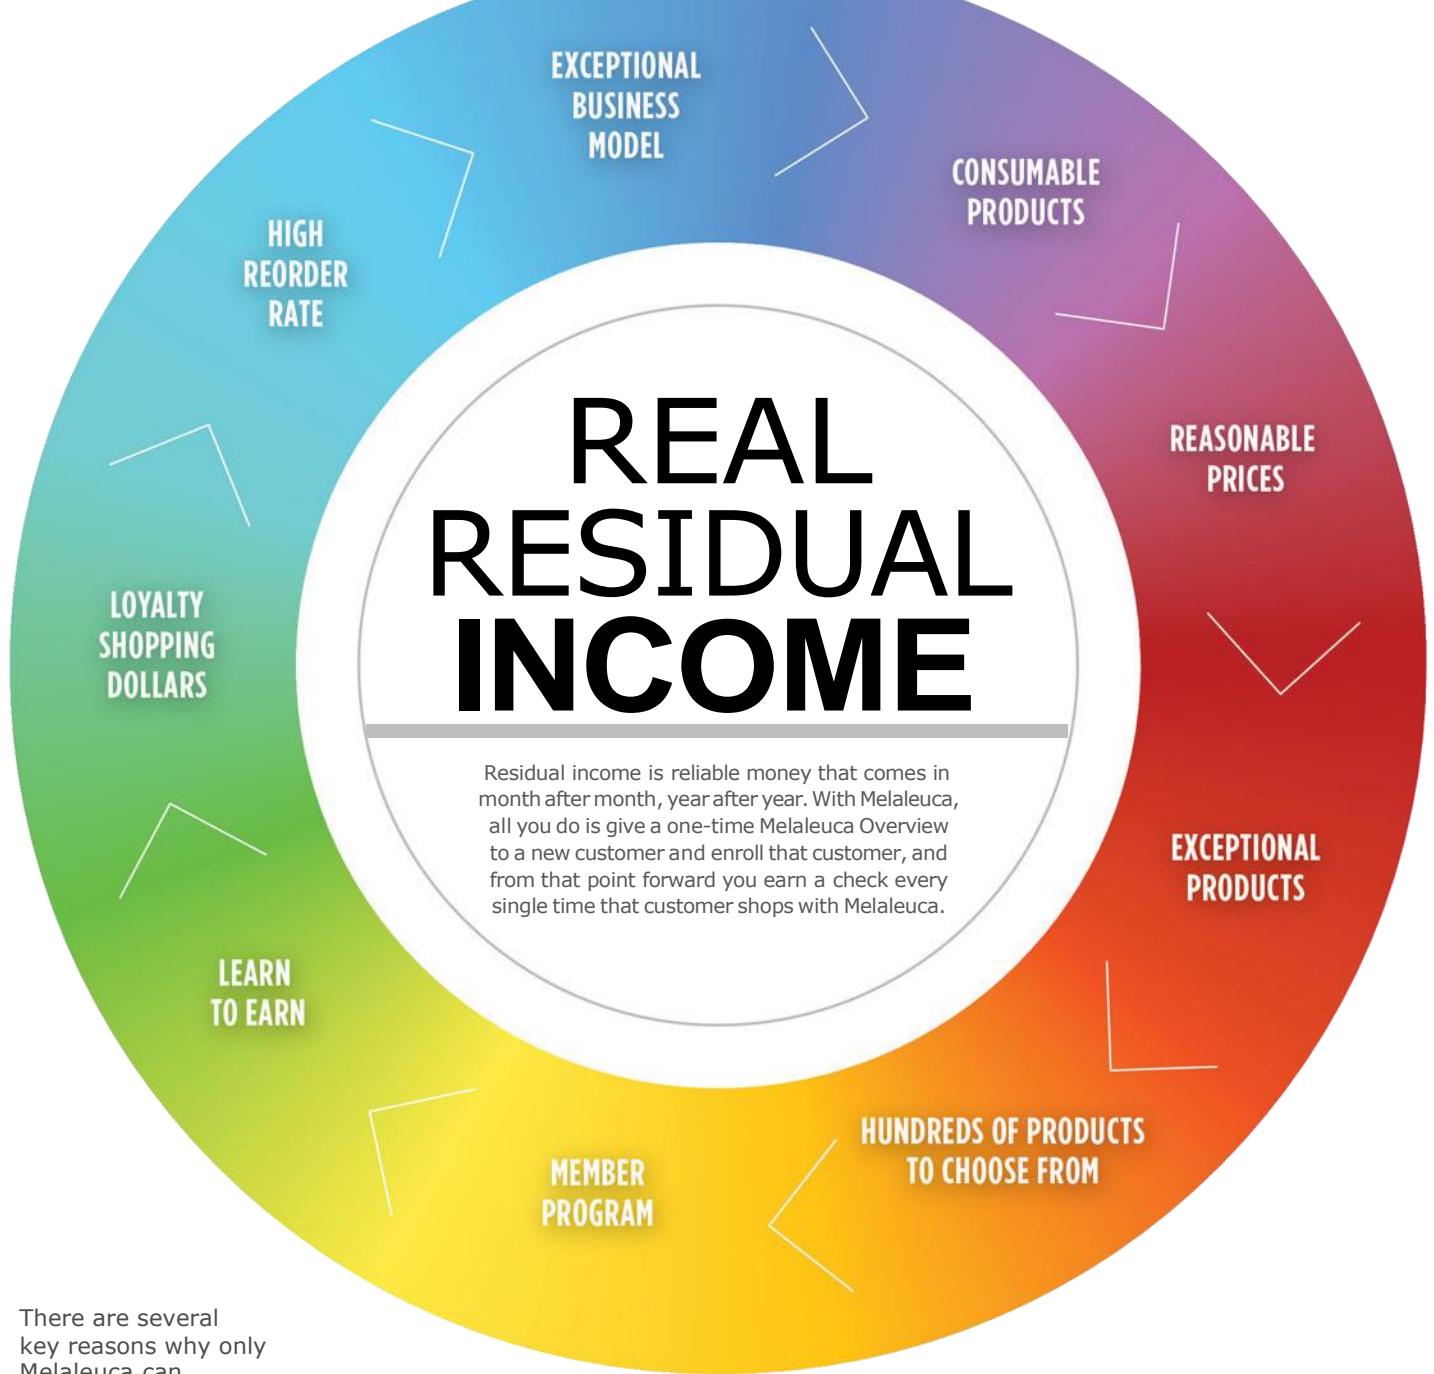 EXCEPTIONAL
BUSINESS
MODEL
CONSUMABLE
PRODUCTS
REASONABLE
PRICES
EXCEPTIONAL
PRODUCTS
HUNDREDS OF PRODUCTS
TO CHOOSE FROM
MEMBER
PROGRAM
LEARN
TO EARN
LOYALTY
SHOPPING
DOLLARS
HIGH
REORDER
RATE
REAL
RESIDUAL
INCOME
Residual income is reliable money that comes in
month after month, year after year. With Melaleuca,
all you do is give a one-time Melaleuca Overview
to a new customer and enroll that customer, and
from that point forward you earn a check every
single time that customer shops with Melaleuca.
There are several
key reasons why only
Melaleuca can